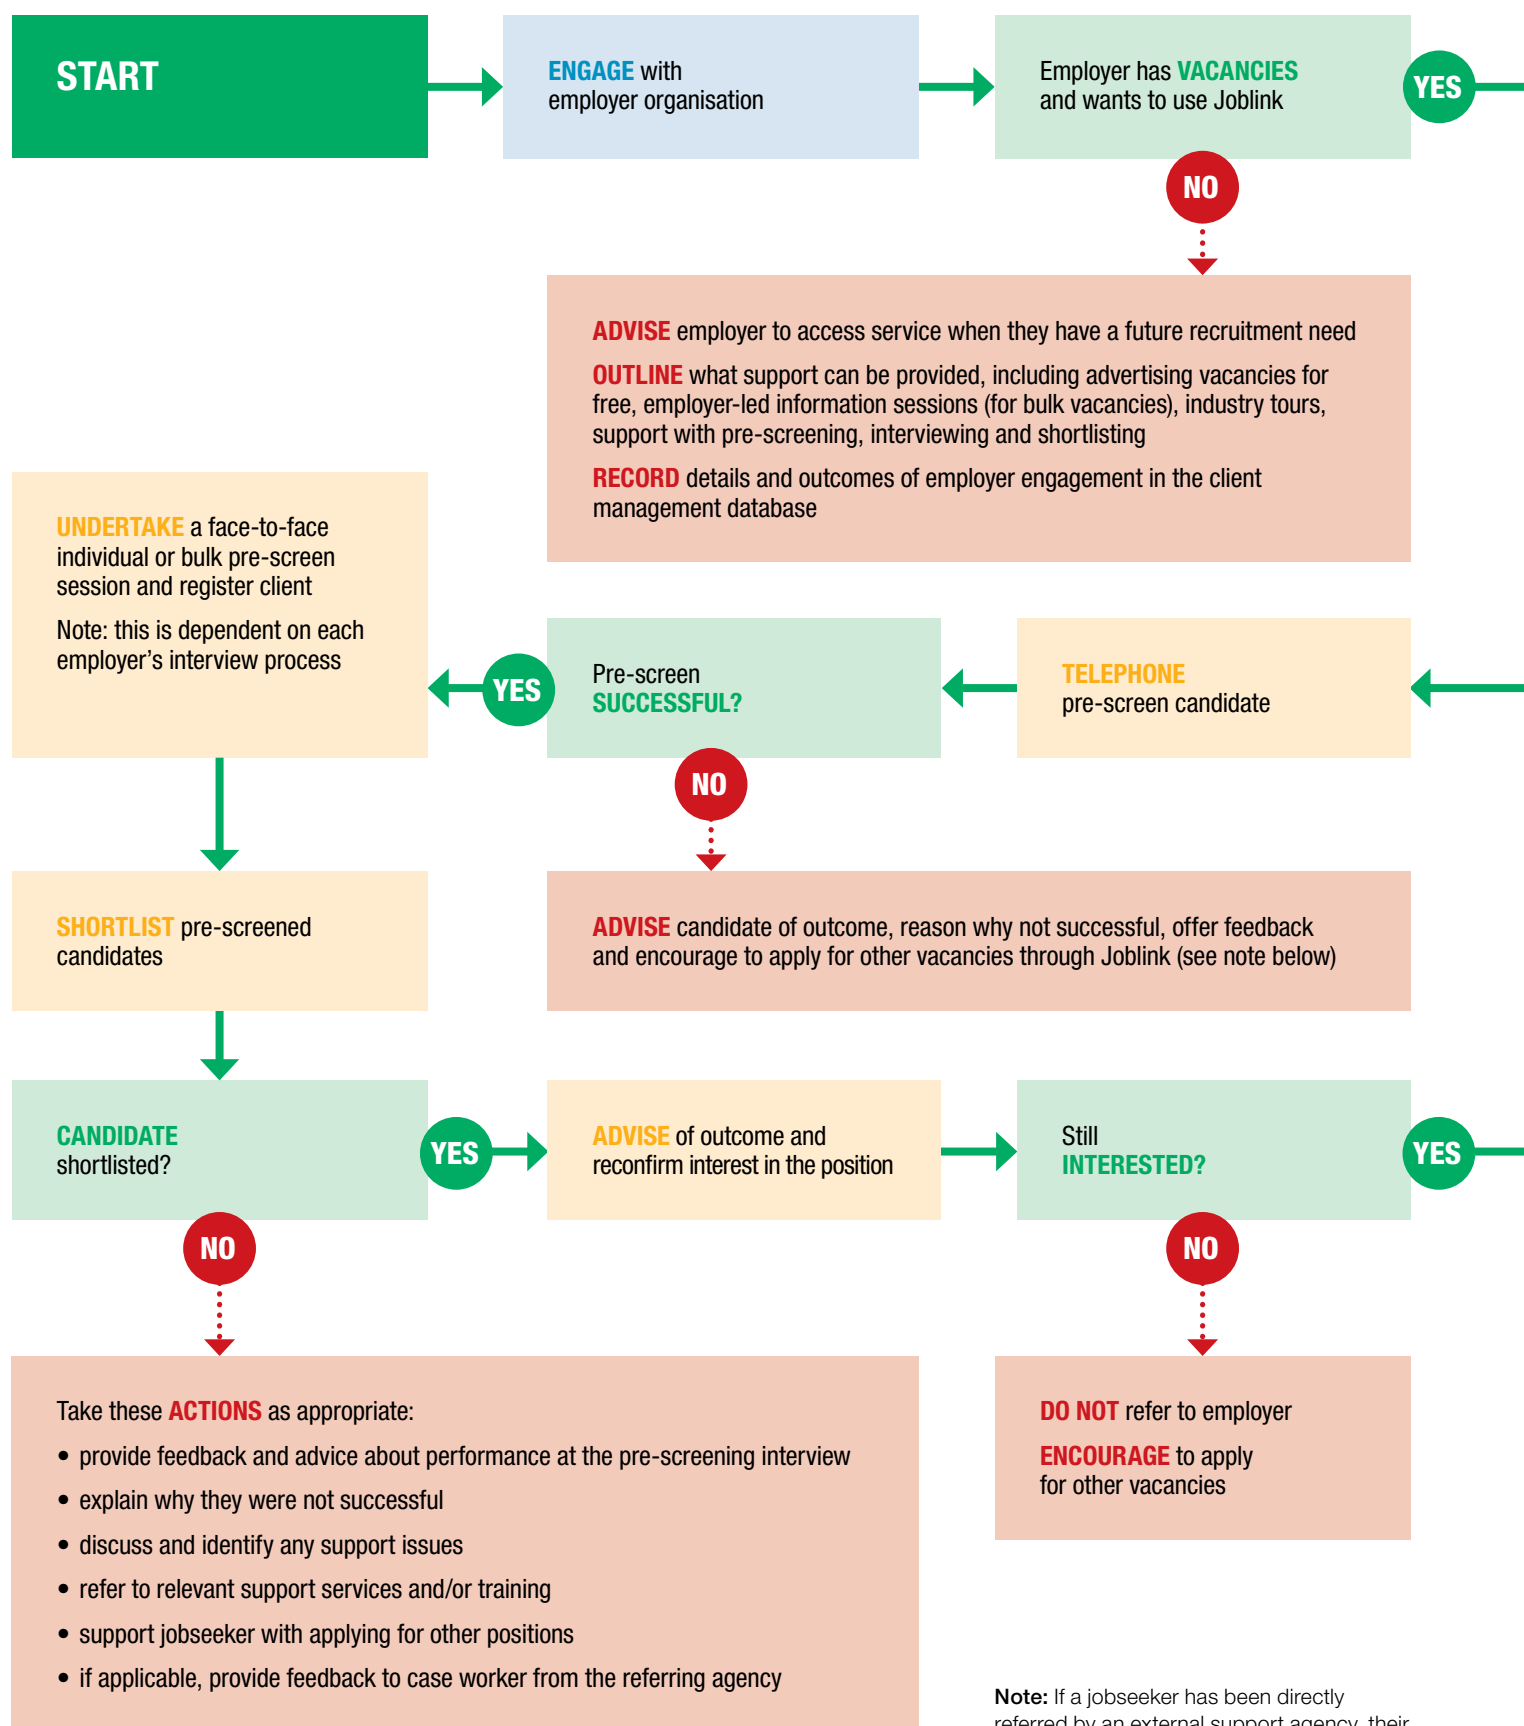 START
ENGAGE with
employer organisation
Employer has VACANCIES
and wants to use Joblink
YES
NO
ADVISE employer to access service when they have a future recruitment need
OUTLINE what support can be provided, including advertising vacancies for
free, employer-led information sessions (for bulk vacancies), industry tours,
support with pre-screening, interviewing and shortlisting
RECORD details and outcomes of employer engagement in the client
management database
TELEPHONE
pre-screen candidate
Pre-screen
SUCCESSFUL?
YES
NO
ADVISE candidate of outcome, reason why not successful, offer feedback
and encourage to apply for other vacancies through Joblink (see note below)
UNDERTAKE a face-to-face
individual or bulk pre-screen
session and register client
Note: this is dependent on each
employer’s interview process
SHORTLIST pre-screened
candidates
CANDIDATE
shortlisted?
YES
NO
ADVISE of outcome and
reconfirm interest in the position
Still
INTERESTED?
YES
NO
Take these ACTIONS as appropriate:
• provide feedback and advice about performance at the pre-screening interview
• explain why they were not successful
• discuss and identify any support issues
• refer to relevant support services and/or training
• support jobseeker with applying for other positions
• if applicable, provide feedback to case worker from the referring agency
DO NOT refer to employer
ENCOURAGE to apply
for other vacancies
Note: If a jobseeker has been directly
referred by an external support agency, their